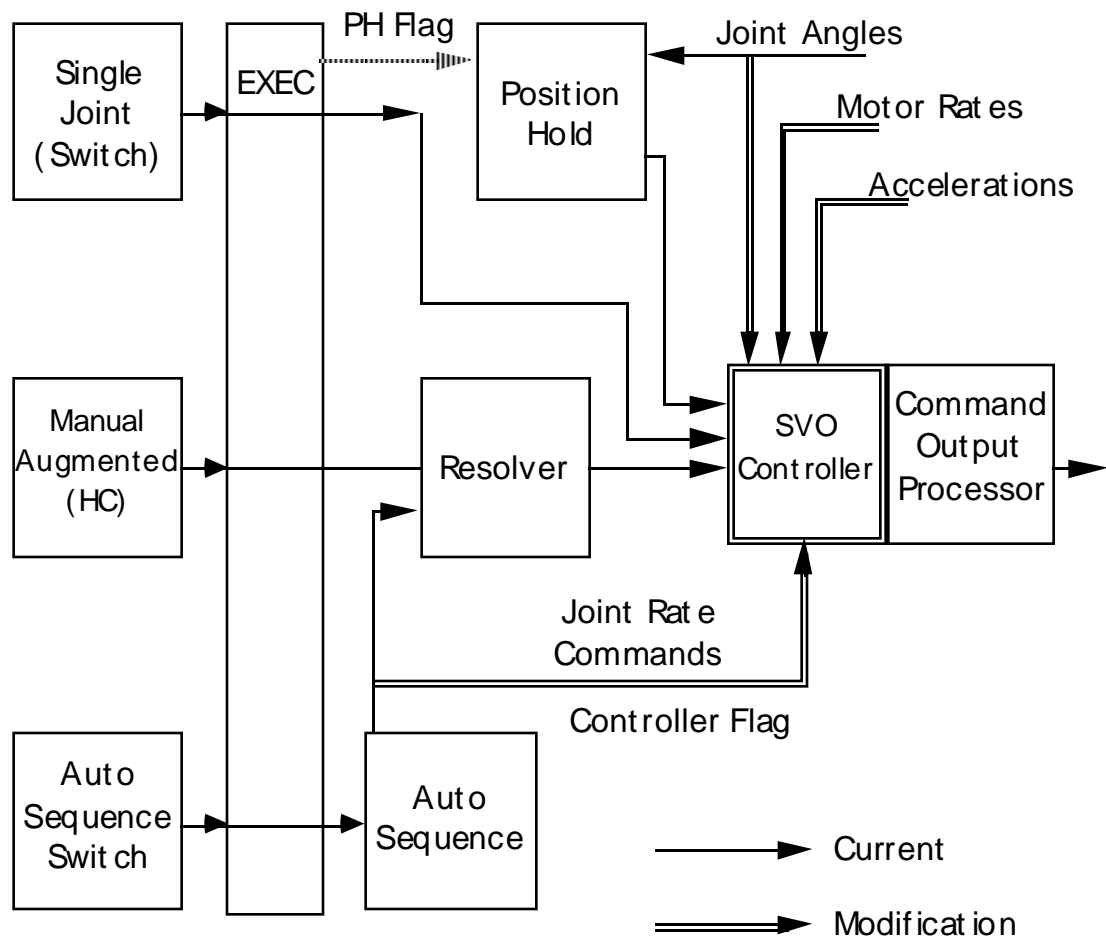 PH Flag
Joint Angles
Single
Joint
(Switch)
EXEC
Position
Hold
Motor Rates
Accelerations
Manual
Augmented
(HC)
Resolver
SVO
Controller
Command
Output
Processor
Joint Rate
Commands
Controller Flag
Auto
Sequence
Switch
Auto
Sequence
Current
Modification